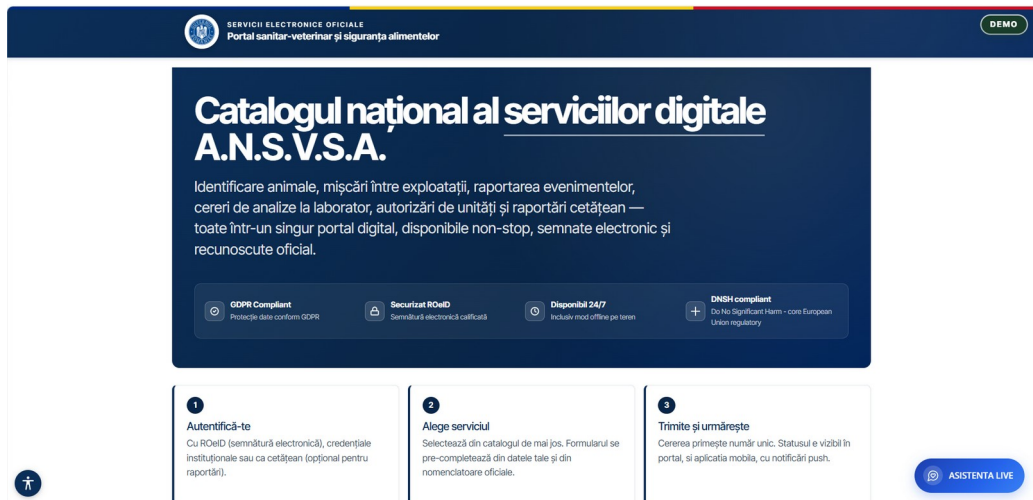 SERVICII ELECTRONICE OFICIALE
Portal sanitar-veterinar și siguranța alimentelor
DEMO
Catalogul național al serviciilor digitale
A.N.S.V.S.A.
Identificare animale, mișcări între exploatații, raportarea evenimentelor,
cereri de analize la laborator, autorizări de unități și raportări cetățean —
toate într-un singur portal digital, disponibile non-stop, semnate electronic și
recunoscute oficial.
GDPR Compliant
Protecție date conform GDPR
Securizat ROeID
Semnătură electronică calificată
Disponibil 24/7
Inclusiv mod offline pe teren
DNSH compliant
Do No Significant Harm - core European
Union regulatory
1
Autentifică-te
Cu ROeID (semnătură electronică), credențiale
instituționale sau ca cetățean (opțional pentru
raportări).
2
Alege serviciul
Selectează din catalogul de mai jos. Formularul se
pre-completează din datele tale și din
nomenclatoare oficiale.
3
Trimite și urmărește
Cererea primește număr unic. Statusul e vizibil în
portal, si aplicatia mobila, cu notificări push.
ASISTENTA LIVE